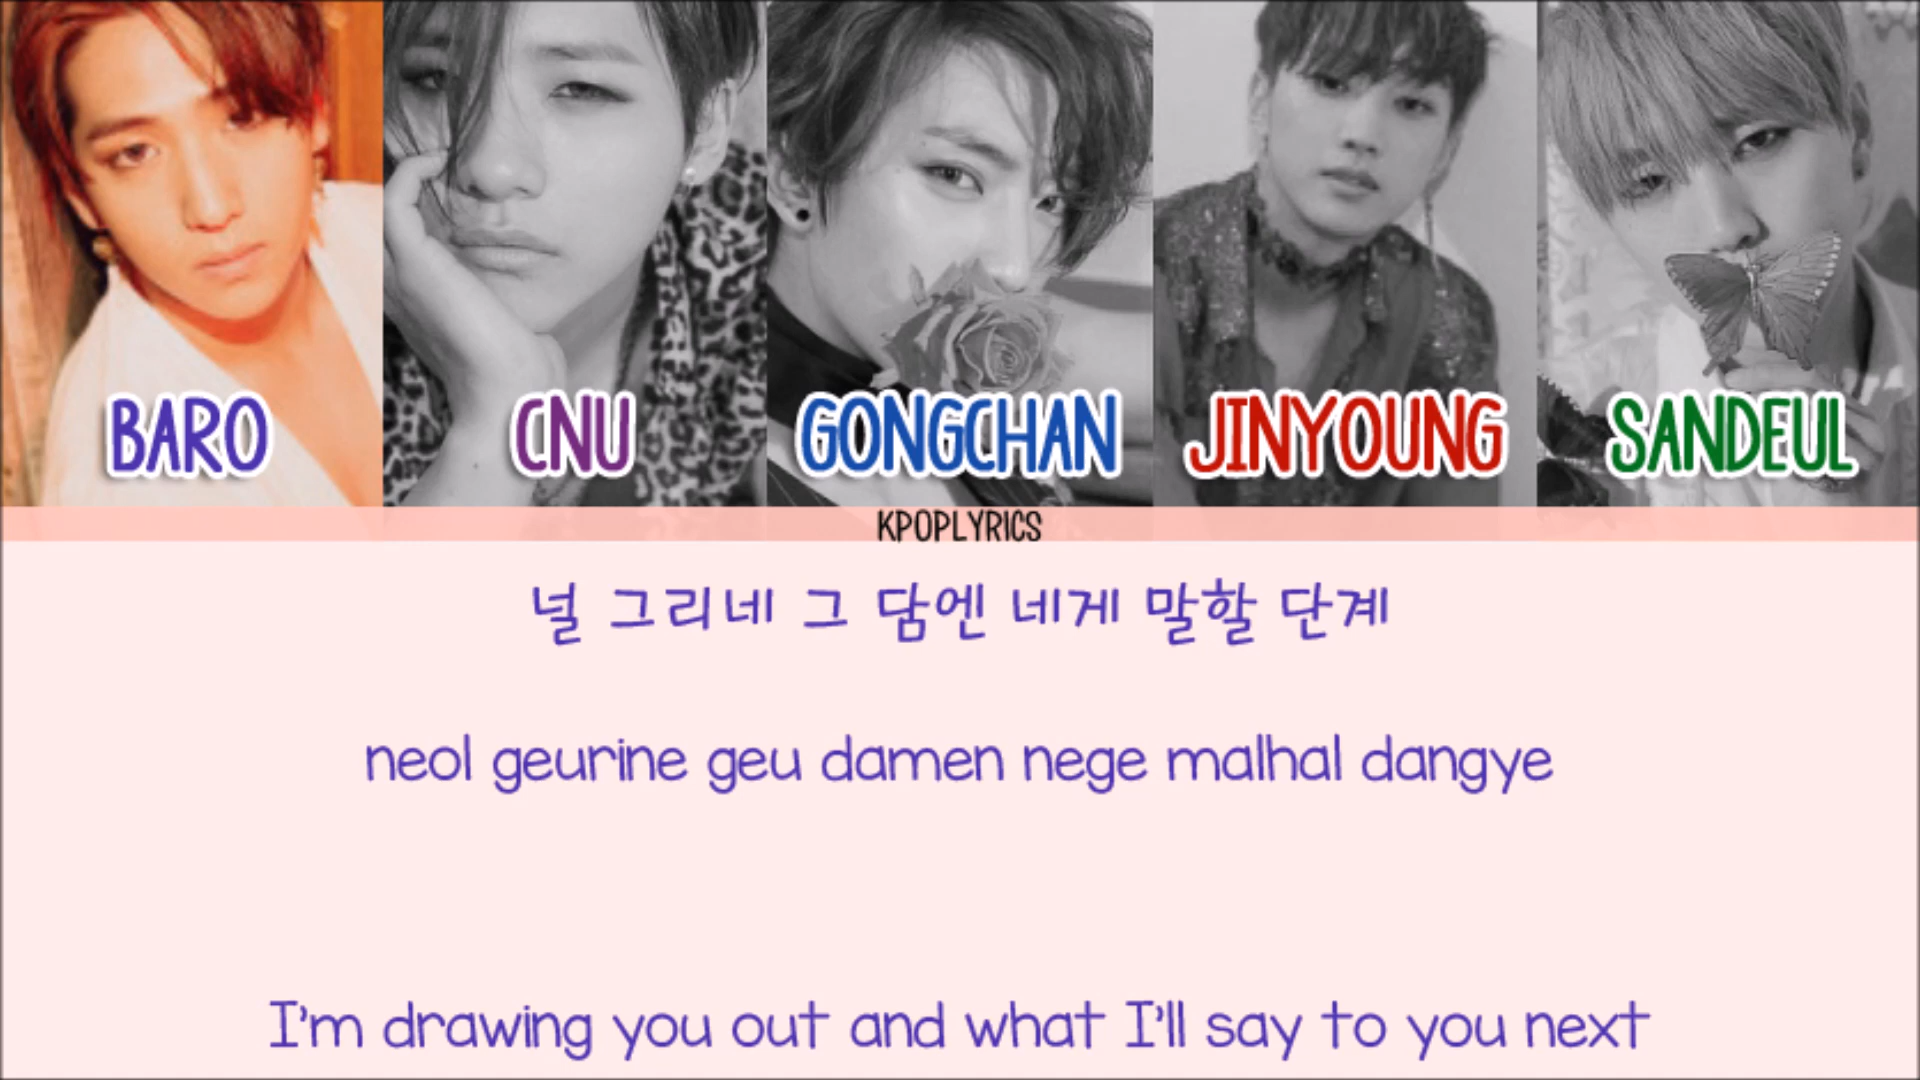 BARO CNU GONGCHAN JINYOUNG SANDEUL
KPOPLYRICS
널 그리네 그 담엔 네게 말할 단계
neol geurine geu damen nege malhal dangye
I'm drawing you out and what I'll say to you next